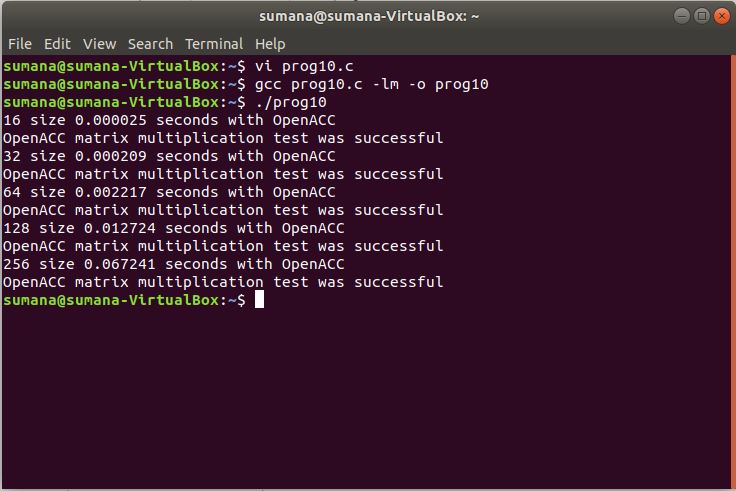 sumana@sumana-VirtualBox: ~
File Edit View Search Terminal Help
sumana@sumana-VirtualBox:~$ vi prog10.c
sumana@sumana-VirtualBox:~$ gcc prog10.c -lm -o prog10
sumana@sumana-VirtualBox:~$ ./prog10
16 size 0.000025 seconds with OpenACC
OpenACC matrix multiplication test was successful
32 size 0.000209 seconds with OpenACC
OpenACC matrix multiplication test was successful
64 size 0.002217 seconds with OpenACC
OpenACC matrix multiplication test was successful
128 size 0.012724 seconds with OpenACC
OpenACC matrix multiplication test was successful
256 size 0.067241 seconds with OpenACC
OpenACC matrix multiplication test was successful
sumana@sumana-VirtualBox:~$